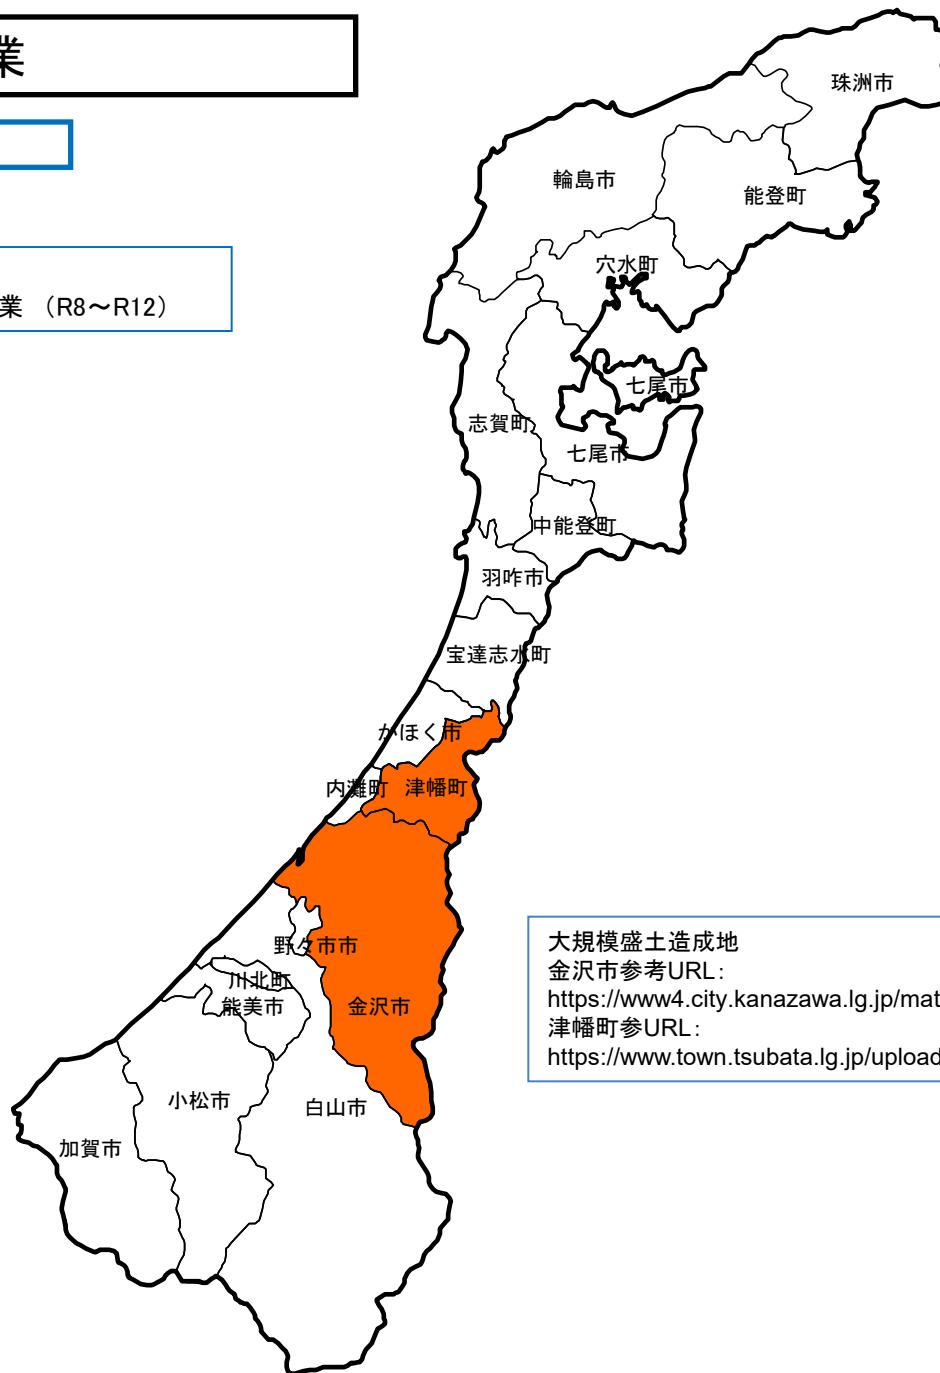 業
業 （R8～R12）
珠洲市
輪島市
能登町
穴水町
七尾市
志賀町
七尾市
中能登町
羽咋市
宝達志水町
かほく市
内灘町
津幡町
野々市市
川北町
能美市
金沢市
小松市
白山市
加賀市
大規模盛土造成地
金沢市参考URL：
https://www4.city.kanazawa.lg.jp/mat
津幡町参URL：
https://www.town.tsubata.lg.jp/upload